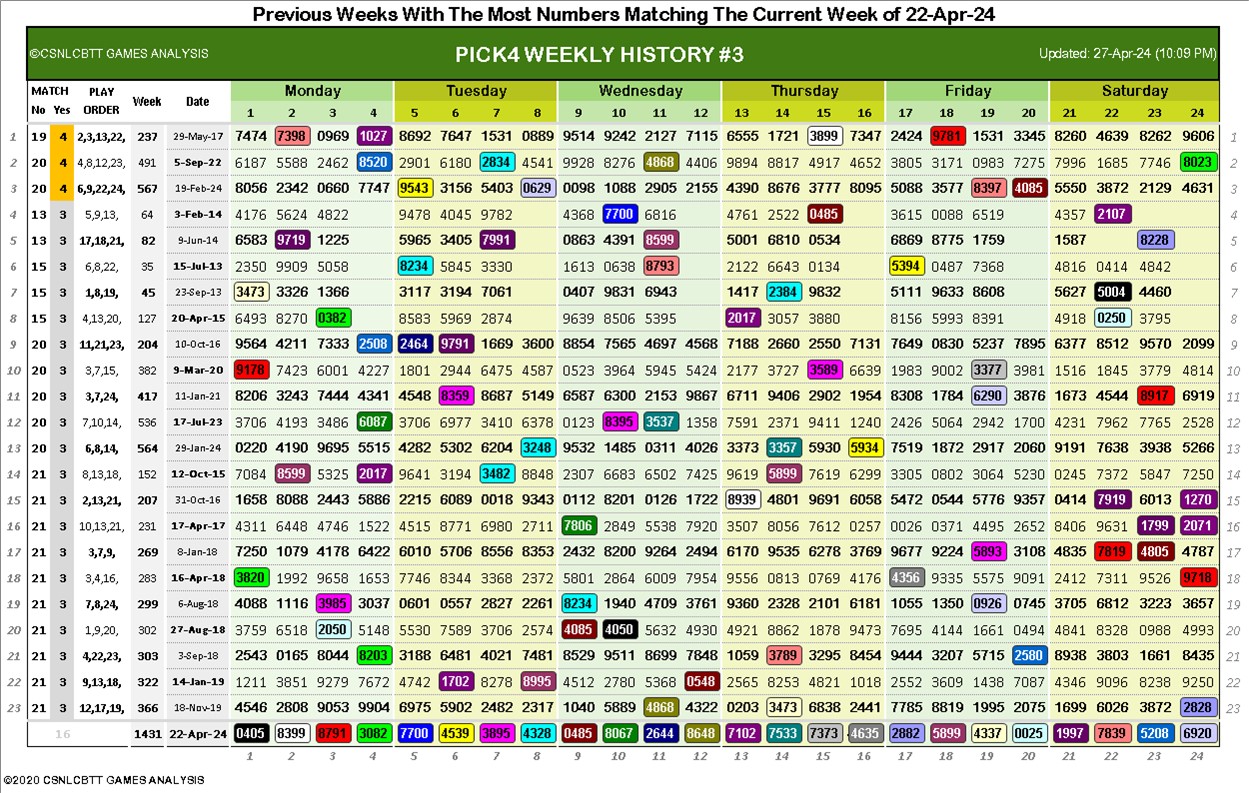 Previous Weeks With The Most Numbers Matching The Current Week of 22-Apr-24
©CSNLCBTT GAMES ANALYSIS PICK4 WEEKLY HISTORY #3 Updated: 27-Apr-24 (10:09 PM)
MATCH PLAY Week Date Monday Tuesday Wednesday Thursday Friday Saturday
No Yes ORDER 1 2 3 4 5 6 7 8 9 10 11 12 13 14 15 16 17 18 19 20 21 22 23 24
1 19 4 2,3,13,22, 237 29-May-17 7474 7398 0969 1027 8692 7647 1531 0889 9514 9242 2127 7115 6555 1721 3899 7347 2424 9781 1531 3345 8260 4639 8262 9606 1
2 20 4 4,8,12,23, 491 5-Sep-22 6187 5588 2462 8520 2901 6180 2834 4541 9928 8276 4868 4406 9894 8817 4917 4652 3805 3171 0983 7275 7996 1685 7746 8023 2
3 20 4 6,9,22,24, 567 19-Feb-24 8056 2342 0660 7747 9543 3156 5403 0629 0098 1088 2905 2155 4390 8676 3777 8095 5088 3577 8397 4085 5550 3872 2129 4631 3
4 13 3 5,9,13, 64 3-Feb-14 4176 5624 4822 9478 4045 9782 4368 7700 6816 4761 2522 0485 3615 0088 6519 4357 2107 4
5 13 3 17,18,21, 82 9-Jun-14 6583 9719 1225 5965 3405 7991 0863 4391 8599 5001 6810 0534 6869 8775 1759 1587 8228 5
6 15 3 6,8,22, 35 15-Jul-13 2350 9909 5058 8234 5845 3330 1613 0638 8793 2122 6643 0134 5394 0487 7368 4816 0414 4842 6
7 15 3 1,8,19, 45 23-Sep-13 3473 3326 1366 3117 3194 7061 0407 9831 6943 1417 2384 9832 5111 9633 8608 5627 5004 4460 7
8 15 3 4,13,20, 127 20-Apr-15 6493 8270 0382 8583 5969 2874 9639 8506 5395 2017 3057 3880 8156 5993 8391 4918 0250 3795 8
9 20 3 11,21,23, 204 10-Oct-16 9564 4211 7333 2508 2464 9791 1669 3600 8854 7565 4697 4568 7188 2660 2550 7131 7649 0830 5237 7895 6377 8512 9570 2099 9
10 20 3 3,7,15, 382 9-Mar-20 9178 7423 6001 4227 1801 2944 6475 4587 0523 3964 5945 5424 2177 3727 3589 6639 1983 9002 3377 3981 1516 1845 3779 4814 10
11 20 3 3,7,24, 417 11-Jan-21 8206 3243 7444 4341 4548 8359 8687 5149 6587 6300 2153 9867 6711 9406 2902 1954 8308 1784 6290 3876 1673 4544 8917 6919 11
12 20 3 7,10,14, 536 17-Jul-23 3706 4193 3486 6087 3706 6977 3410 6378 0123 8395 3537 1358 7591 2371 9411 1240 2426 5064 2942 1700 4231 7962 7765 2528 12
13 20 3 6,8,14, 564 29-Jan-24 0220 4190 9695 5515 4282 5302 6204 3248 9532 1485 0311 4026 3373 3357 5930 5934 7519 1872 2917 2060 9191 7638 3938 5266 13
14 21 3 8,13,18, 152 12-Oct-15 7084 8599 5325 2017 9641 3194 3482 8848 2307 6683 6502 7425 9619 5899 7619 6299 3305 3002 3064 5230 0245 7372 5847 7250 14
15 21 3 2,13,21, 207 31-Oct-16 1658 8088 2443 5886 2215 6089 0018 9343 0112 8201 0126 1722 8939 4801 9691 6058 5472 0544 5776 9357 0414 7919 6013 1270 15
16 21 3 10,13,21, 231 17-Apr-17 4311 6448 4746 1522 4515 8771 6980 2711 7806 2849 5538 7920 3507 8056 7612 0257 0026 0371 4495 2652 8406 9631 1799 2071 16
17 21 3 3,7,9, 269 8-Jan-18 7250 1079 4178 6422 6010 5706 8556 8353 2432 8200 9264 2494 6170 9535 6278 3769 9677 9224 5893 3108 4835 7819 4805 4787 17
18 21 3 3,4,16, 283 16-Apr-18 3820 1992 9658 1653 7746 8344 3368 2372 5801 2864 6009 7954 9556 0813 0769 4176 4356 9335 5575 9091 2412 7311 9526 9718 18
19 21 3 7,8,24, 299 6-Aug-18 4088 1116 3985 3037 0601 0557 2827 2261 8234 1940 4709 3761 9360 2328 2101 6181 1055 1350 0926 0745 3705 6812 3223 3657 19
20 21 3 1,9,20, 302 27-Aug-18 3759 6518 2050 5148 5530 7589 3706 2574 4085 4050 5632 4930 4921 8862 1878 9473 7695 4144 1661 0494 4841 8328 0988 4993 20
21 21 3 4,22,23, 303 3-Sep-18 2543 0165 8044 8203 3188 6481 4021 7481 8529 9511 8699 7848 1059 3789 3295 8454 9444 3207 5715 2580 8938 3803 1661 8435 21
22 21 3 9,13,18, 322 14-Jan-19 1211 3851 9279 7672 4742 1702 8278 8995 4512 2780 5368 0548 2565 8253 4821 1018 2552 3609 1438 7087 4346 9096 8238 9250 22
23 21 3 12,17,19, 366 18-Nov-19 4546 2808 9053 9904 6975 5902 2482 2317 1040 5889 4868 4322 0203 3473 6838 2441 7785 8819 1995 2075 1699 6026 3872 2828 23
16 1431 22-Apr-24 0405 8399 8791 3082 7700 4539 3895 4328 0485 8067 2644 8648 7102 7533 7373 4635 2882 5899 4337 0025 1997 7839 5208 6920
1 2 3 4 5 6 7 8 9 10 11 12 13 14 15 16 17 18 19 20 21 22 23 24
©2020 CSNLCBTT GAMES ANALYSIS